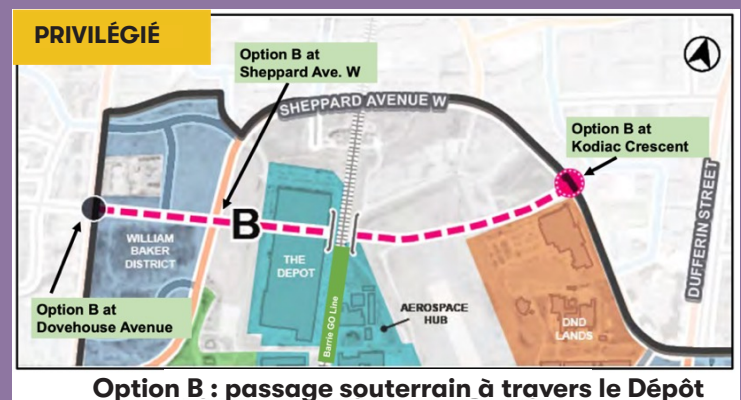 PRIVILÉGIÉ
Option B at
Sheppard Ave. W
SHEPPARD AVENUE W
Option B at
Kodiac Crescent
B
WILLIAM
BAKER
DISTRICT
THE
DEPOT
Option B at
Dovehouse Avenue
Barrie GO Line
AEROSPACE
HUB
DND
LANDS
DUFFERIN STREET
Option B : passage souterrain à travers le Dépôt